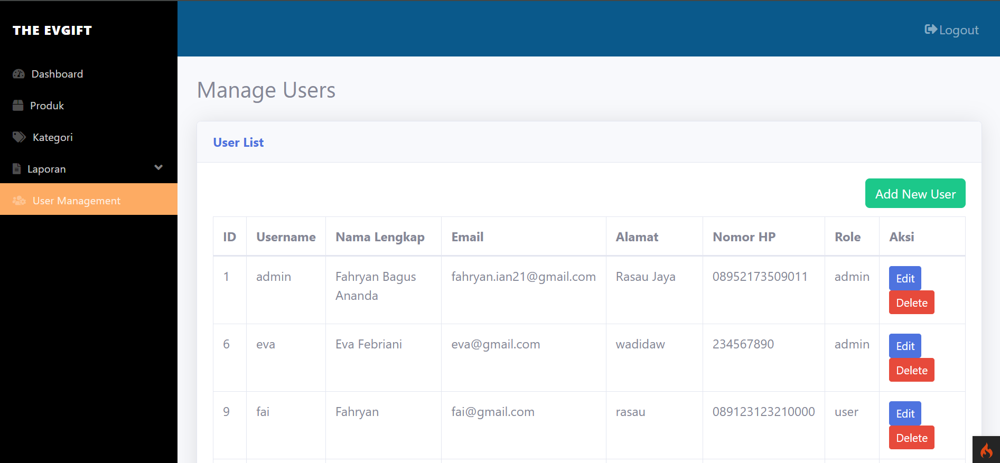 THE EVGIFT
Logout
Dashboard
Produk
Kategori
Laporan
User Management
Manage Users
User List
Add New User
ID Username Nama Lengkap Email Alamat Nomor HP Role Aksi
1 admin Fahryan Bagus fahryan.ian21@gmail.com Rasau Jaya 08952173509011 admin Edit
Ananda Delete
6 eva Eva Febriani eva@gmail.com wadidaw 234567890 admin Edit
Delete
9 fai Fahryan fai@gmail.com rasau 089123123210000 user Edit
Delete